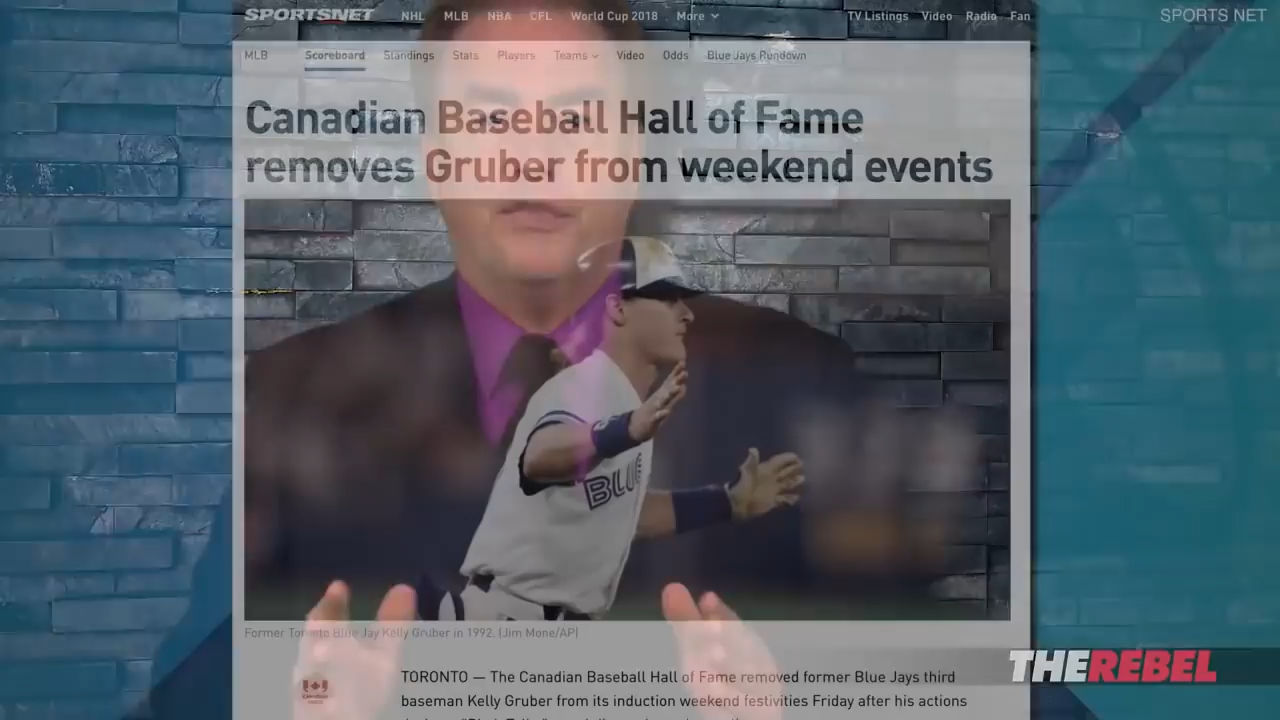 SPORTSNET NHL MLB NBA CFL World Cup 2018 More TV Listings Video Radio Fan
SPORTS NET
MLB Scoreboard Standings Stats Players Teams Video Odds Blue Jays Rundown
Canadian Baseball Hall of Fame
removes Gruber from weekend events
BLU
Former Toronto Blue Jay Kelly Gruber in 1992. (Jim Mone/AP)
THE REBEL
TORONTO — The Canadian Baseball Hall of Fame removed former Blue Jays third
baseman Kelly Gruber from its induction weekend festivities Friday after his actions